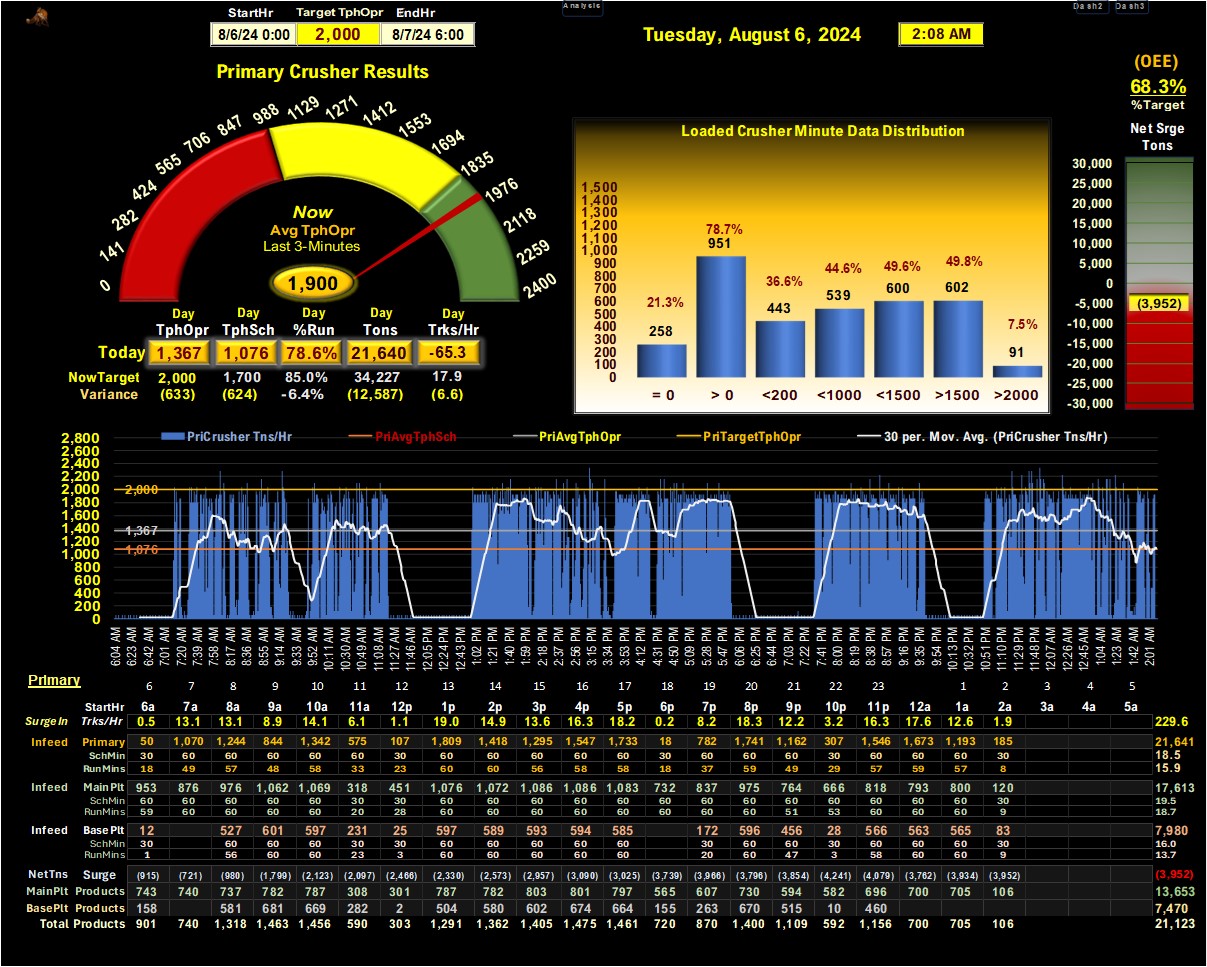 Analysis
Dash2 Dash3
StartHr Target TphOpr EndHr
8/6/24 0:00 2,000 8/7/24 6:00
Tuesday, August 6, 2024
2:08 AM
(OEE)
68.3%
%Target
Net Srge
Tons
30,000
25,000
20,000
15,000
10,000
5,000
0
-5,000
-10,000
-15,000
-20,000
-25,000
-30,000
(3,952)
Primary Crusher Results
0
141
282
424
565
706
847
988
1129
1271
1412
1553
1694
1835
1976
2118
2259
2400
Now
Avg TphOpr
Last 3-Minutes
1,900
Day Day Day Day Day
TphOpr TphSch %Run Tons Trks/Hr
Today 1,367 1,076 78.6% 21,640 -65.3
NowTarget 2,000 1,700 85.0% 34,227 17.9
Variance (633) (624) -6.4% (12,587) (6.6)
Loaded Crusher Minute Data Distribution
1,500
1,400
1,300
1,200
1,100
1,000
900
800
700
600
500
400
300
200
100
0
21.3% 78.7% 36.6% 44.6% 49.6% 49.8% 7.5%
258 951 443 539 600 602 91
= 0 > 0 <200 <1000 <1500 >1500 >2000
PriCrusher Tns/Hr PriAvgTphSch PriAvgTphOpr PriTargetTphOpr 30 per. Mov. Avg. (PriCrusher Tns/Hr)
2,800
2,600
2,400
2,200
2,000
1,800
1,600
1,400
1,200
1,000
800
600
400
200
0
2,000
1,367
1,076
6:04 AM 6:23 AM 6:42 AM 7:01 AM 7:20 AM 7:39 AM 7:58 AM 8:17 AM 8:36 AM 8:55 AM 9:14 AM 9:33 AM 9:52 AM 10:11 AM 10:30 AM 10:49 AM 11:08 AM 11:27 AM 11:46 AM 12:05 PM 12:24 PM 12:43 PM 1:02 PM 1:21 PM 1:40 PM 1:59 PM 2:18 PM 2:37 PM 2:56 PM 3:15 PM 3:34 PM 3:53 PM 4:12 PM 4:31 PM 4:50 PM 5:09 PM 5:28 PM 5:47 PM 6:06 PM 6:25 PM 6:44 PM 7:03 PM 7:22 PM 7:41 PM 8:00 PM 8:19 PM 8:38 PM 8:57 PM 9:16 PM 9:35 PM 9:54 PM 10:13 PM 10:32 PM 10:51 PM 11:10 PM 11:29 PM 11:48 PM 12:07 AM 12:26 AM 12:45 AM 1:04 AM 1:23 AM 1:42 AM 2:01 AM
Primary
6 7 8 9 10 11 12 13 14 15 16 17 18 19 20 21 22 23 1 2 3 4 5
StartHr 6a 7a 8a 9a 10a 11a 12p 1p 2p 3p 4p 5p 6p 7p 8p 9p 10p 11p 12a 1a 2a 3a 4a 5a
SurgeIn Trks/Hr 0.5 13.1 13.1 8.9 14.1 6.1 1.1 19.0 14.9 13.6 16.3 18.2 0.2 8.2 18.3 12.2 3.2 16.3 17.6 12.6 1.9 229.6
Infeed Primary 50 1,070 1,244 844 1,342 575 107 1,809 1,418 1,295 1,547 1,733 18 782 1,741 1,162 307 1,546 1,673 1,193 185 21,641
SchMin 30 60 60 60 60 30 30 60 60 60 60 60 30 60 60 60 30 60 60 60 30 18.5
RunMins 18 49 57 48 58 33 23 60 60 56 58 58 18 37 59 49 29 57 59 57 8 15.9
Infeed MainPlt 953 876 976 1,062 1,069 318 451 1,076 1,072 1,086 1,086 1,083 732 837 975 764 666 818 793 800 120 17,613
SchMin 60 60 60 60 60 30 30 60 60 60 60 60 60 60 60 60 60 60 60 60 30 19.5
RunMins 59 60 60 60 60 20 28 60 60 60 60 60 60 60 60 51 53 60 60 60 9 18.7
Infeed BasePlt 12 527 601 597 231 25 597 589 593 594 585 172 596 456 28 566 563 565 83 7,980
SchMin 30 60 60 60 30 30 60 60 60 60 60 30 60 60 30 60 60 60 30 16.0
RunMins 1 56 60 60 23 3 60 60 60 60 60 20 60 47 3 58 60 60 9 13.7
NetTns Surge (915) (721) (980) (1,799) (2,123) (2,097) (2,466) (2,330) (2,573) (2,957) (3,090) (3,025) (3,739) (3,966) (3,796) (3,854) (4,241) (4,079) (3,762) (3,934) (3,952) (3,952)
MainPlt Products 743 740 737 782 787 308 301 787 782 803 801 797 565 607 730 594 582 696 700 705 106 13,653
BasePlt Products 158 581 681 669 282 2 504 580 602 674 664 155 263 670 515 10 460 7,470
Total Products 901 740 1,318 1,463 1,456 590 303 1,291 1,362 1,405 1,475 1,461 720 870 1,400 1,109 592 1,156 700 705 106 21,123